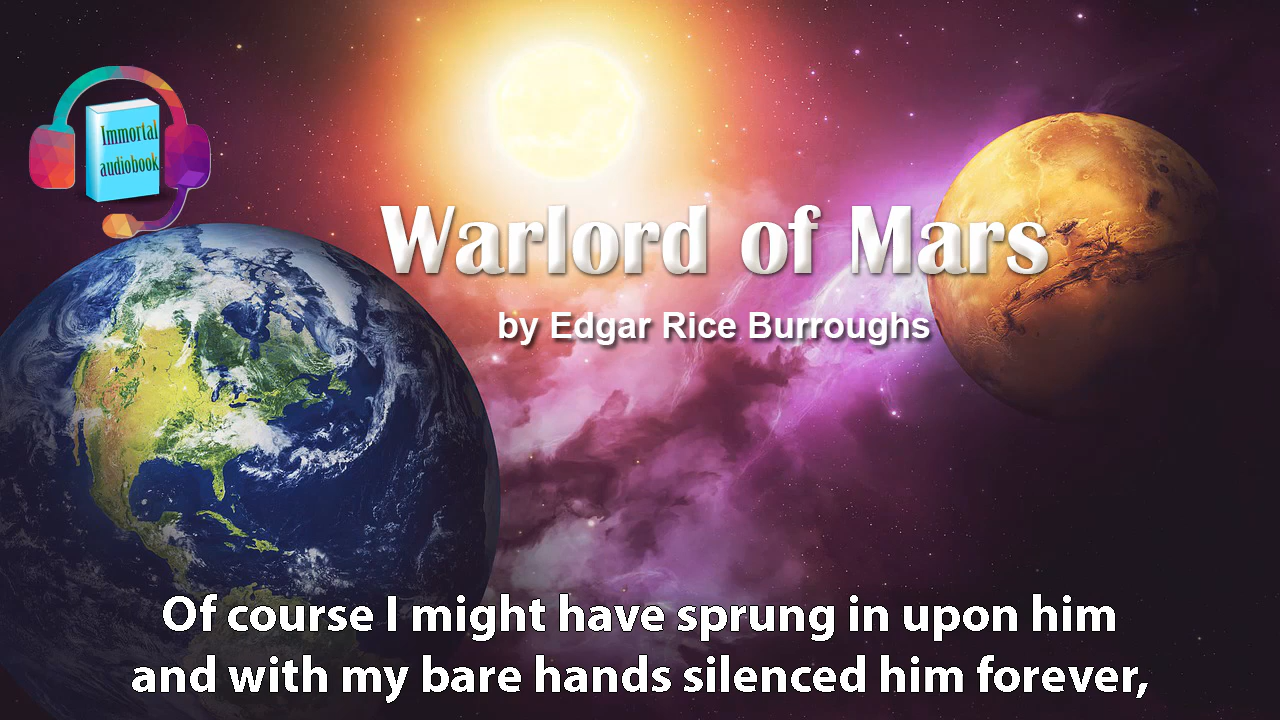 Immortal
audiobook
Warlord of Mars
by Edgar Rice Burroughs
Of course I might have sprung in upon him
and with my bare hands silenced him forever,